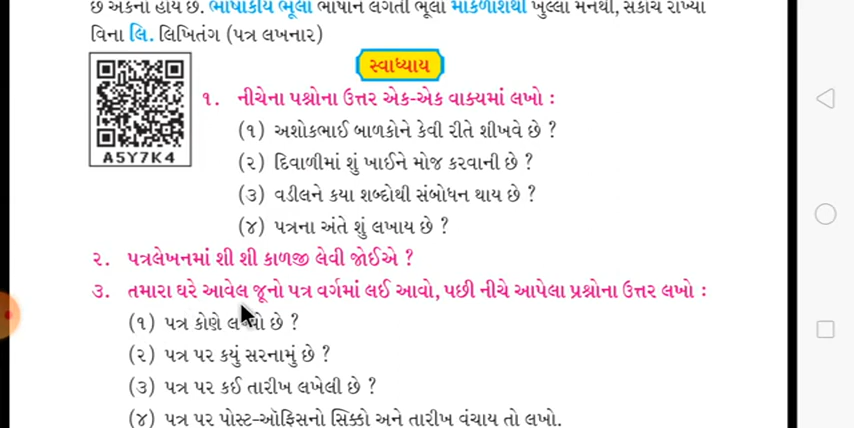 છે એકના હોય છે. ભાષાકીય ભૂલો ભાષાને લગતી ભૂલો મોકળાશથી ખુલ્લા મનથી, સંકોચ રાખ્યા
વિના લિ. લિખિતંગ (પત્ર લખનાર)
સ્વાધ્યાય
A5Y7K4
૧. નીચેના પશ્નોના ઉત્તર એક-એક વાક્યમાં લખો :
(૧) અશોકભાઈ બાળકોને કેવી રીતે શીખવે છે ?
(૨) દિવાળીમાં શું ખાઈને મોજ કરવાની છે ?
(૩) વડીલને કયા શબ્દોથી સંબોધન થાય છે ?
(૪) પત્રના અંતે શું લખાય છે ?
૨. પત્રલેખનમાં શી શી કાળજી લેવી જોઈએ ?
૩. તમારા ઘરે આવેલ જૂનો પત્ર વર્ગમાં લઈ આવો, પછી નીચે આપેલા પ્રશ્નોના ઉત્તર લખો :
(૧) પત્ર કોણે લખ્યો છે ?
(૨) પત્ર પર કયું સરનામું છે ?
(૩) પત્ર પર કઈ તારીખ લખેલી છે ?
(૪) પત્ર પર પોસ્ટ-ઑફિસનો સિક્કો અને તારીખ વંચાય તો લખો.